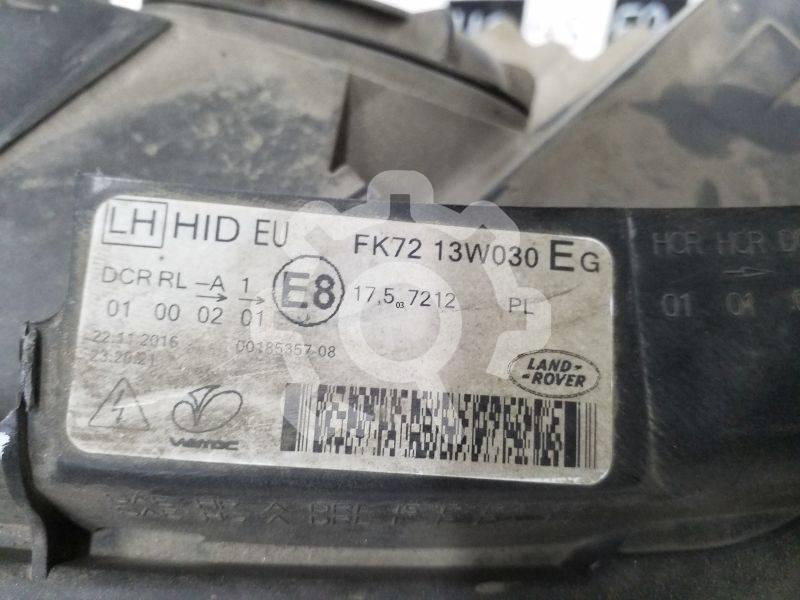 LH HID EU FK72 13W030 EG
DCR RL -A 1
E8 17,5 03 7212 PL
01 00 02 01
22.11.2016 00185357-08
23:20:21
LAND-
-ROVER
HCR HCR
01 01